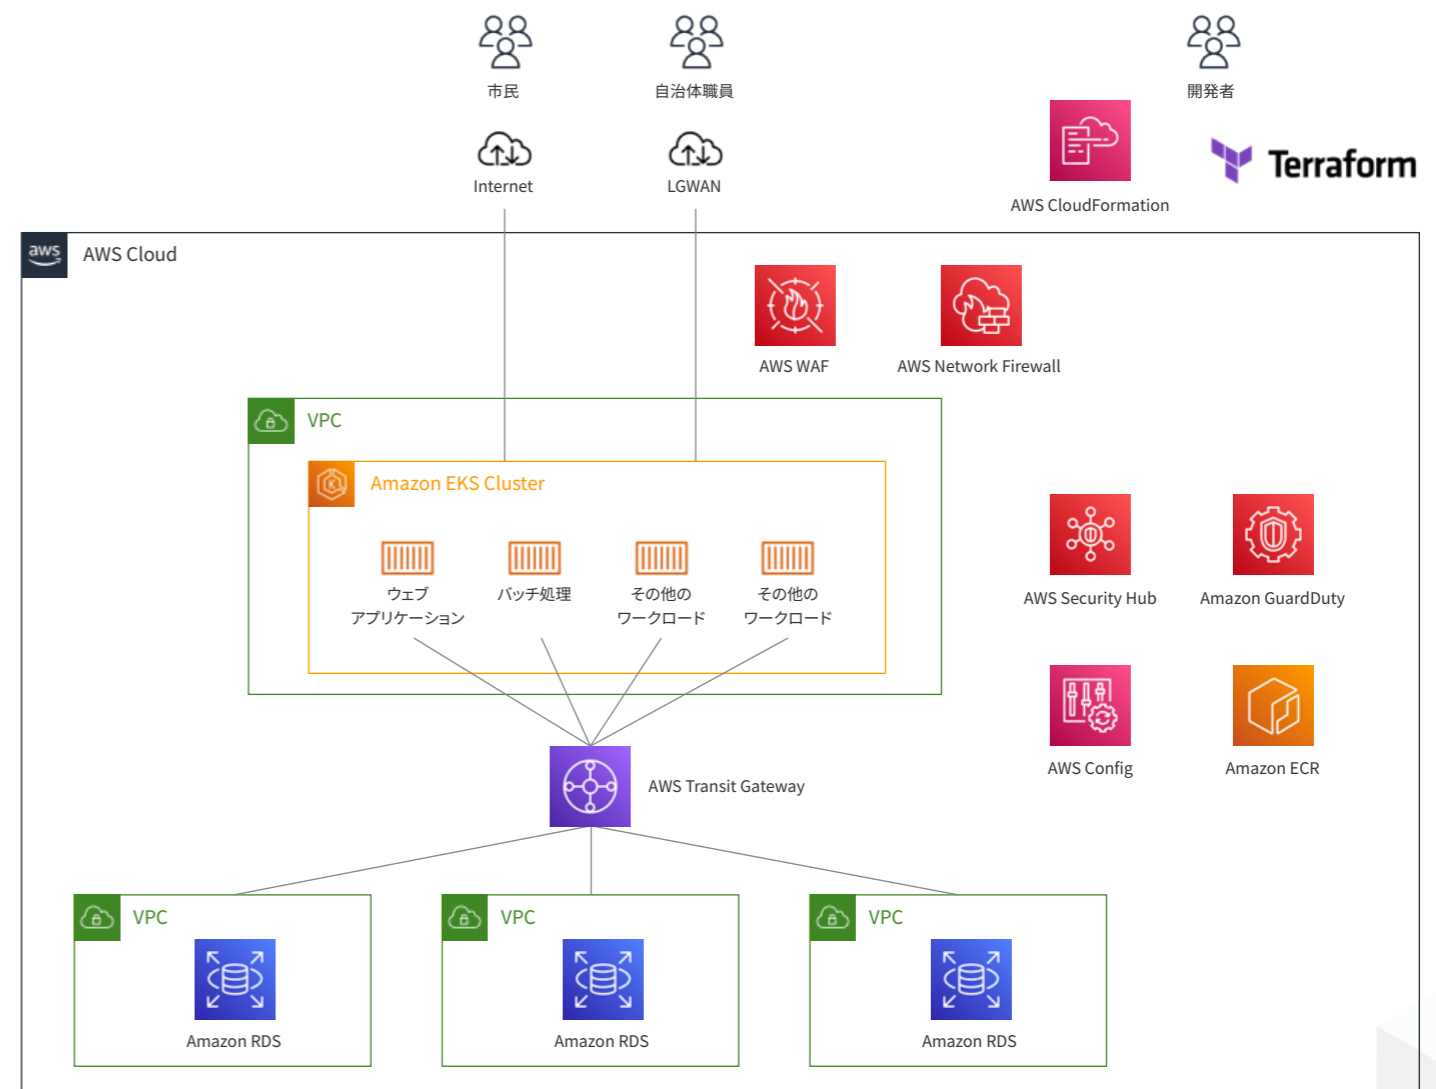 市民
自治体職員
開発者
Internet
LGWAN
AWS CloudFormation
Terraform
aws
AWS Cloud
AWS WAF
AWS Network Firewall
VPC
Amazon EKS Cluster
ウェブ
アプリケーション
バッチ処理
その他の
ワークロード
その他の
ワークロード
AWS Security Hub
Amazon GuardDuty
AWS Config
Amazon ECR
AWS Transit Gateway
VPC
Amazon RDS
VPC
Amazon RDS
VPC
Amazon RDS